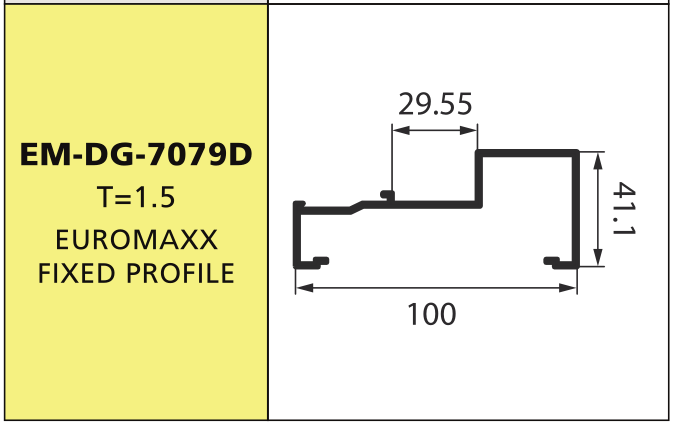 EM-DG-7079D
T=1.5
EUROMAXX
FIXED PROFILE
29.55
41.1
100